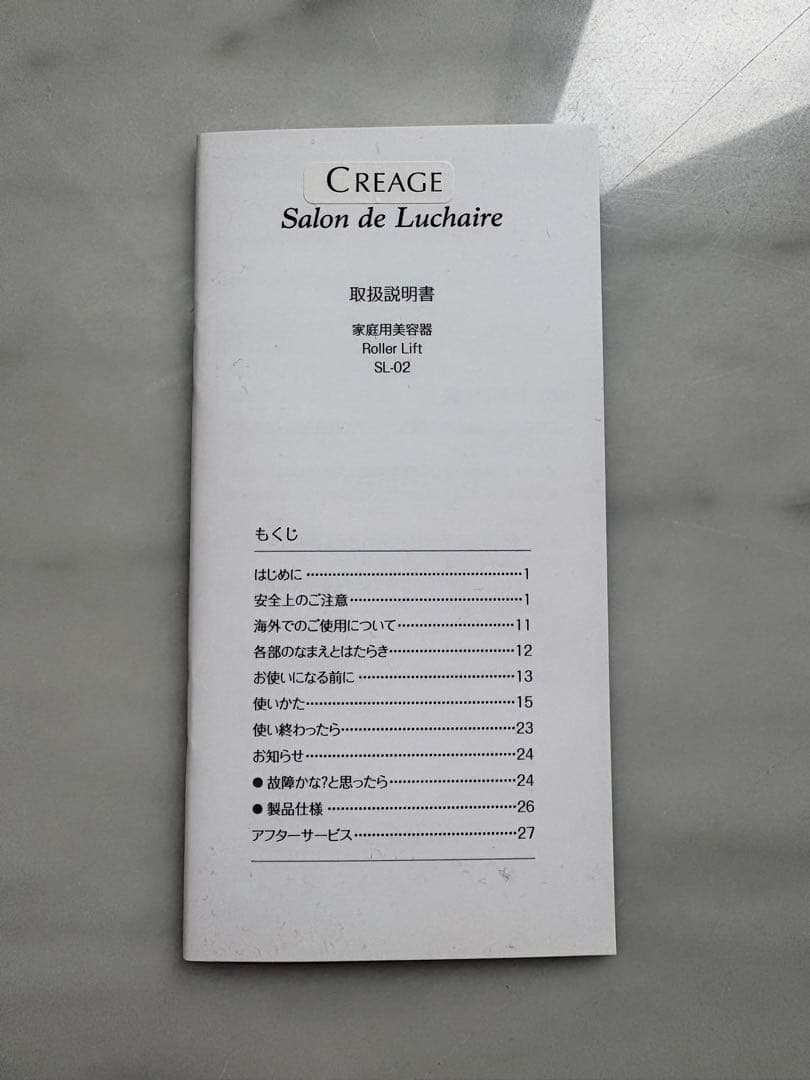 CREAGE
Salon de Luchaire
取扱説明書
家庭用美容器
Roller Lift
SL-02
もくじ
はじめに………………………………………………1
安全上のご注意……………………………………1
海外でのご使用について…………………………11
各部のなまえとはたらき…………………………12
お使いになる前に…………………………………13
使いかた……………………………………………15
使い終わったら……………………………………23
お知らせ……………………………………………24
● 故障かな?と思ったら…………………………24
● 製品仕様…………………………………………26
アフターサービス…………………………………27